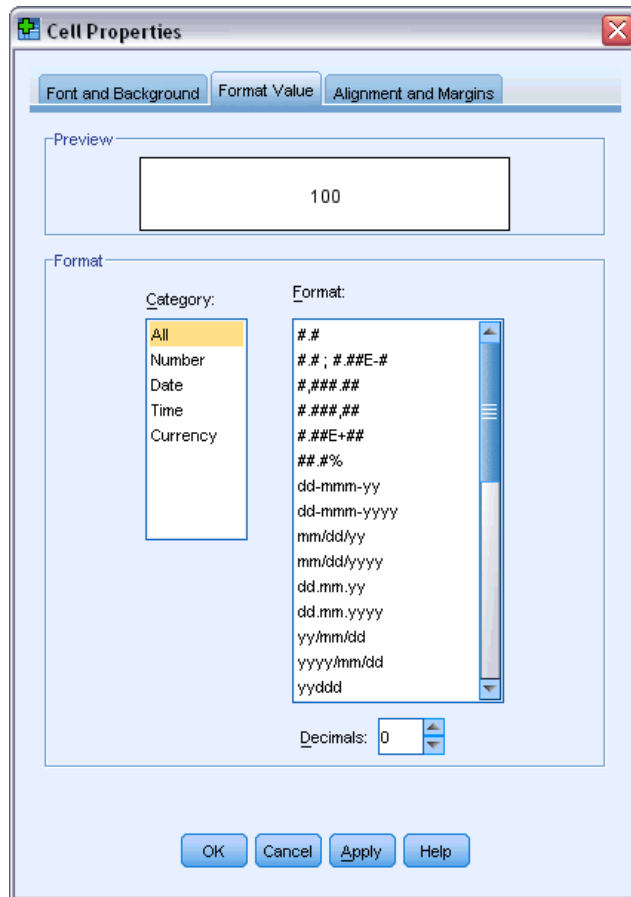 Cell Properties
Font and Background
Format Value
Alignment and Margins
Preview
100
Format
Category:
All
Number
Date
Time
Currency
Format:
#.#
#.# ; #.##E-#
#,###.##
#.###,##
#.##E+##
##.#%
dd-mmm-yy
dd-mmm-yyyy
mm/dd/yy
mm/dd/yyyy
dd.mm.yy
dd.mm.yyyy
yy/mm/dd
yyyy/mm/dd
yyddd
Decimals: 0
OK
Cancel
Apply
Help